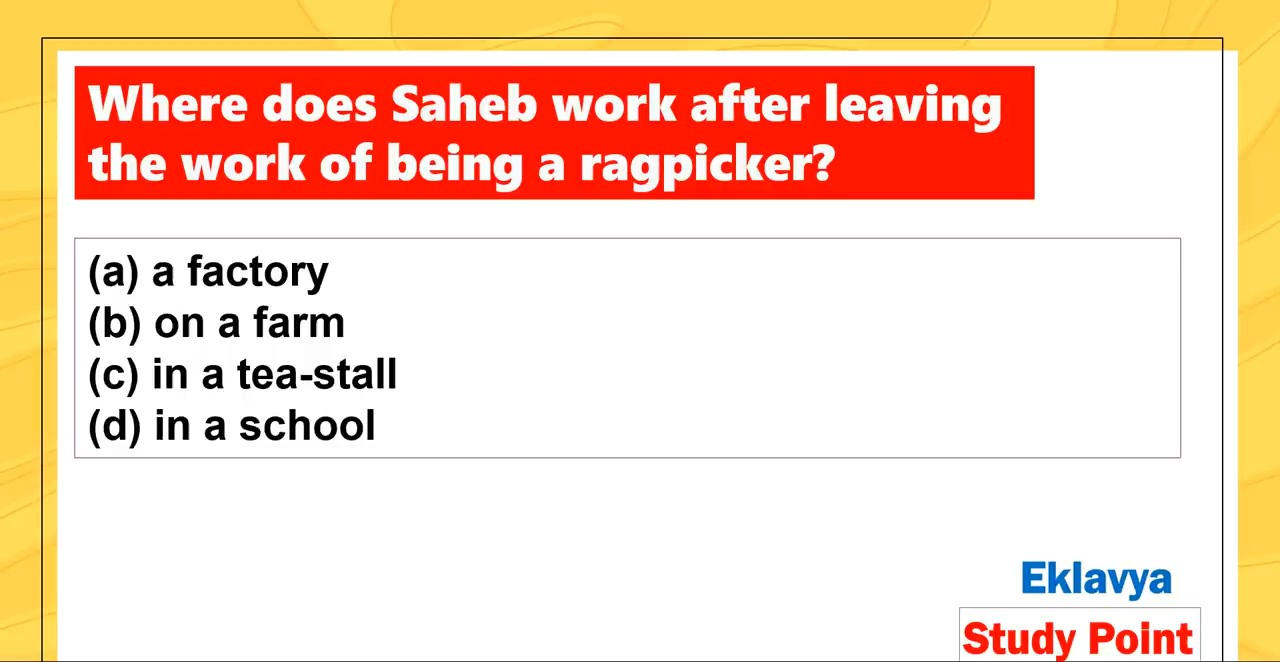 Where does Saheb work after leaving
the work of being a ragpicker?
(a) a factory
(b) on a farm
(c) in a tea-stall
(d) in a school
Eklavya
Study Point